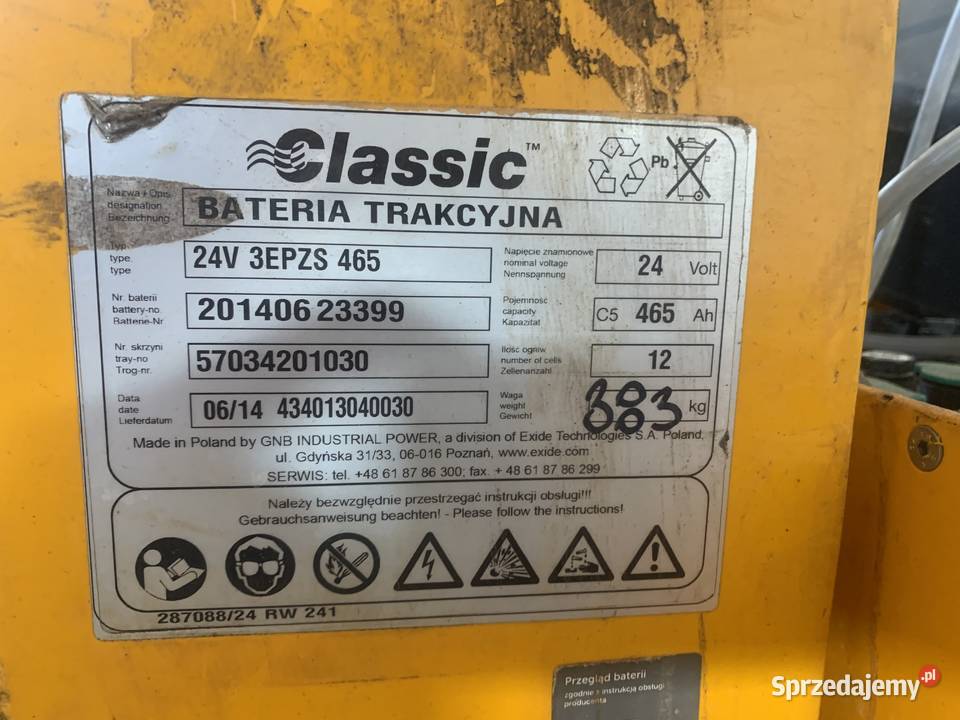 Classic™
Pb
Nazwa i Opis
designation
Bezeichnung
BATERIA TRAKCYJNA
Typ.
type.
type
24V 3EPZS 465
Napięcie znamionowe
nominal voltage
Nennspannung
24 Volt
Nr. baterii
battery-no.
Batterie-Nr
20140623399
Pojemność
capacity
Kapazität
C5 465 Ah
Nr. skrzyni
tray-no
Trog-nr.
57034201030
Ilość ogniw
number of cells
Zellenanzahl
12
Data
date
Lieferdatum
06/14 434013040030
Waga
weight
Gewicht
383 kg
Made in Poland by GNB INDUSTRIAL POWER, a division of Exide Technologies S.A. Poland,
ul. Gdyńska 31/33, 06-016 Poznań, www.exide.com
SERWIS: tel. +48 61 87 86 300; fax. + 48 61 87 86 299
Należy bezwzględnie przestrzegać instrukcji obsługi!!!
Gebrauchsanweisung beachten! - Please follow the instructions!
287088/24 RW 241
Przegląd baterii
zgodnie z instrukcją obsługi
producenta
Sprzedajemy.pl